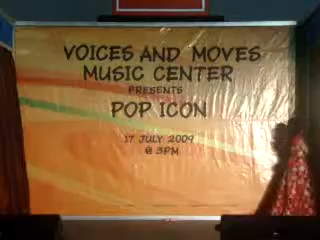 VOICES AND MOVES
MUSIC CENTER
PRESENTS
POP ICON
17 JULY 2009
@ 3PM